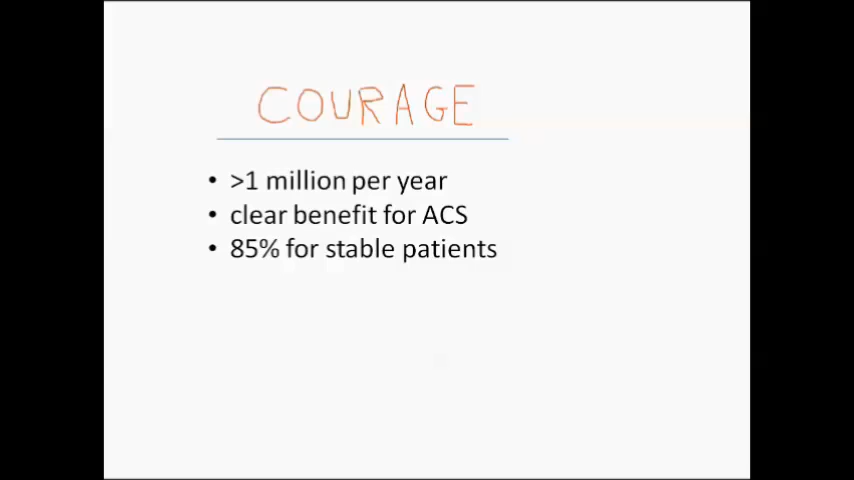 COURAGE
• >1 million per year
• clear benefit for ACS
• 85% for stable patients